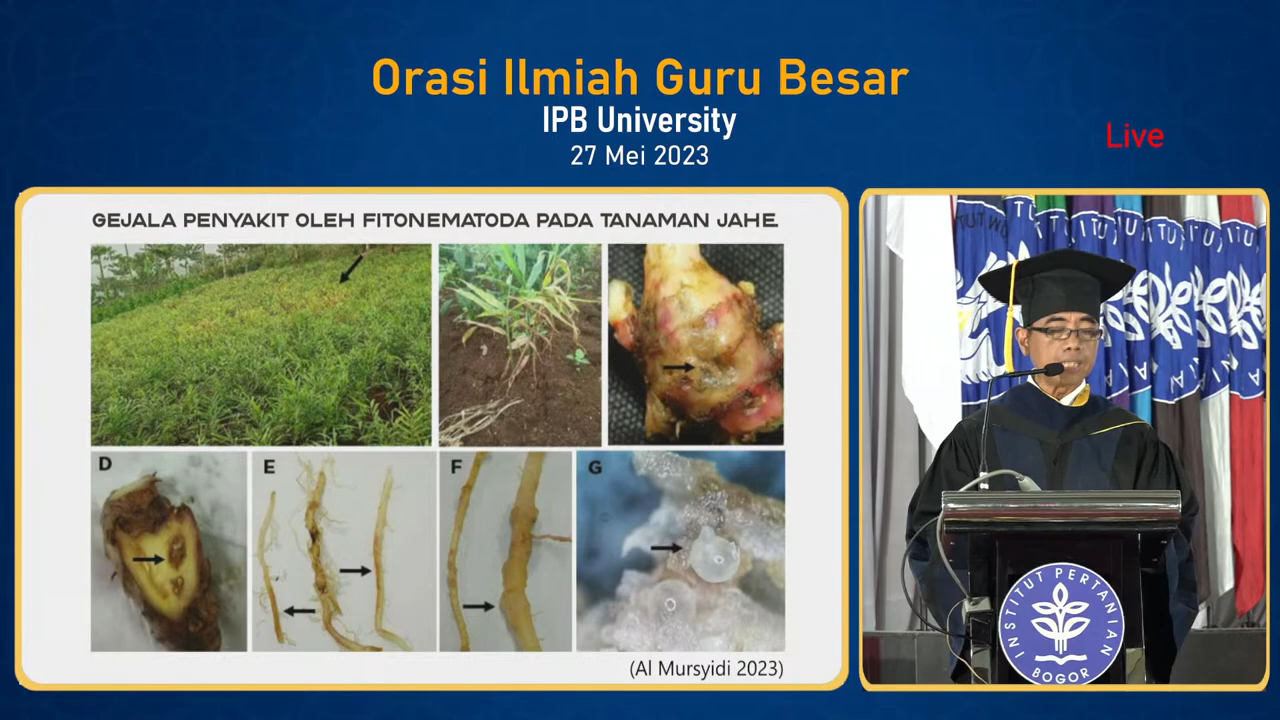 Orasi Ilmiah Guru Besar
IPB University
27 Mei 2023
Live
GEJALA PENYAKIT OLEH FITONEMATODA PADA TANAMAN JAHE
D
E
F
G
(Al Mursyidi 2023)
INSTITUT PERTANIAN
BOGOR